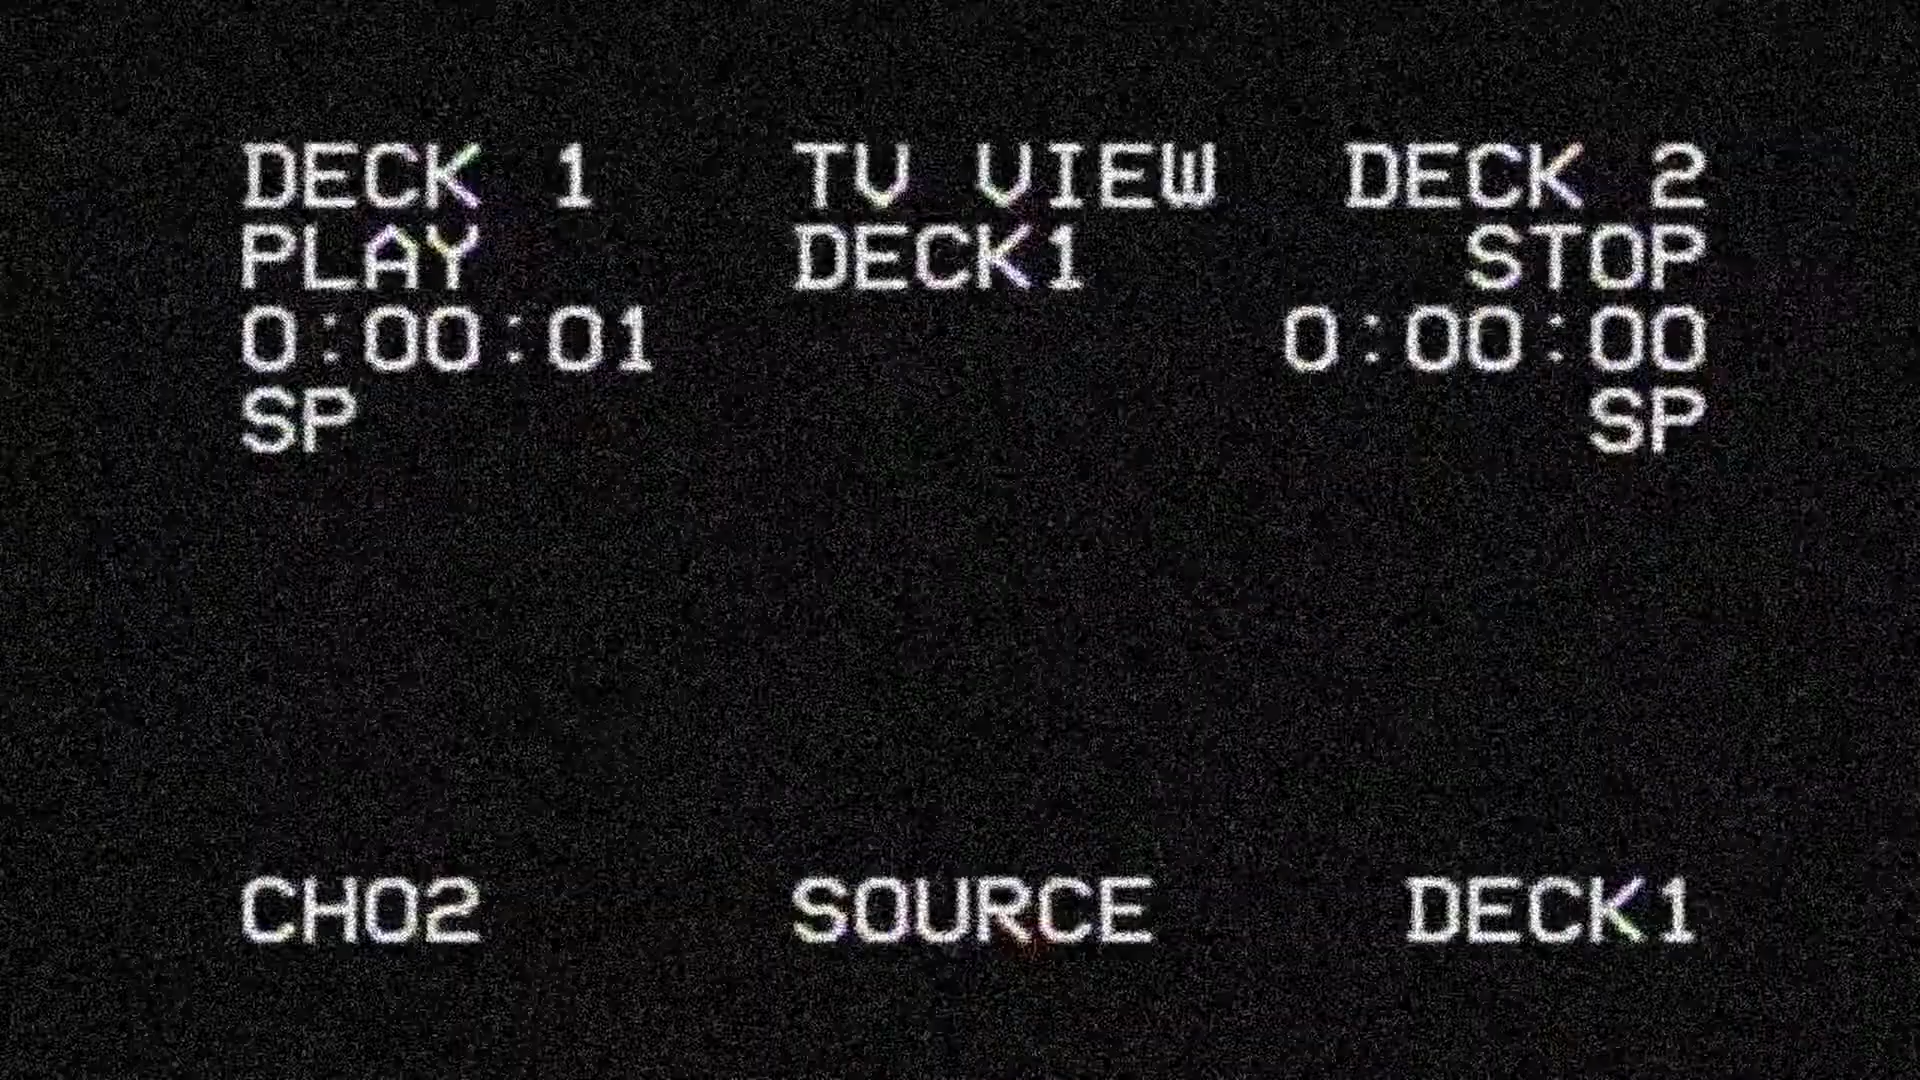 DECK 1 TV VIEW DECK 2
PLAY DECK1 STOP
0:00:01 0:00:00
SP SP
CH02 SOURCE DECK1